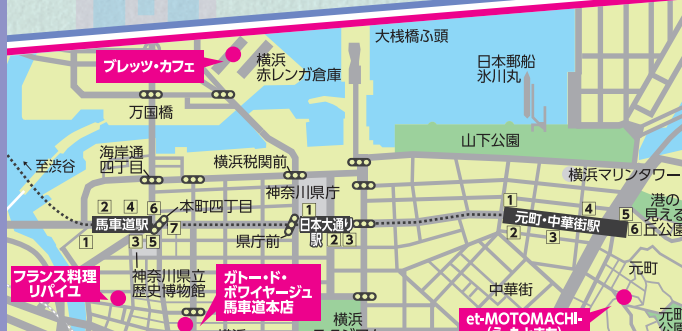 大桟橋ふ頭
ブレッツ・カフェ
横浜
赤レンガ倉庫
日本郵船
氷川丸
万国橋
山下公園
至渋谷
海岸通
四丁目
横浜税関前
横浜マリンタワー
神奈川県庁
2 4 6
本町四丁目
7
馬車道駅
1
3 5
県庁前
1
日本大通り
駅
2 3
1
元町・中華街駅
2
3
4
5
6
港の
見える
丘公園
フランス料理
リパイユ
神奈川県立
歴史博物館
ガトー・ド・
ボワイヤージュ
馬車道本店
中華街
元町
横浜
et-MOTOMACHI-